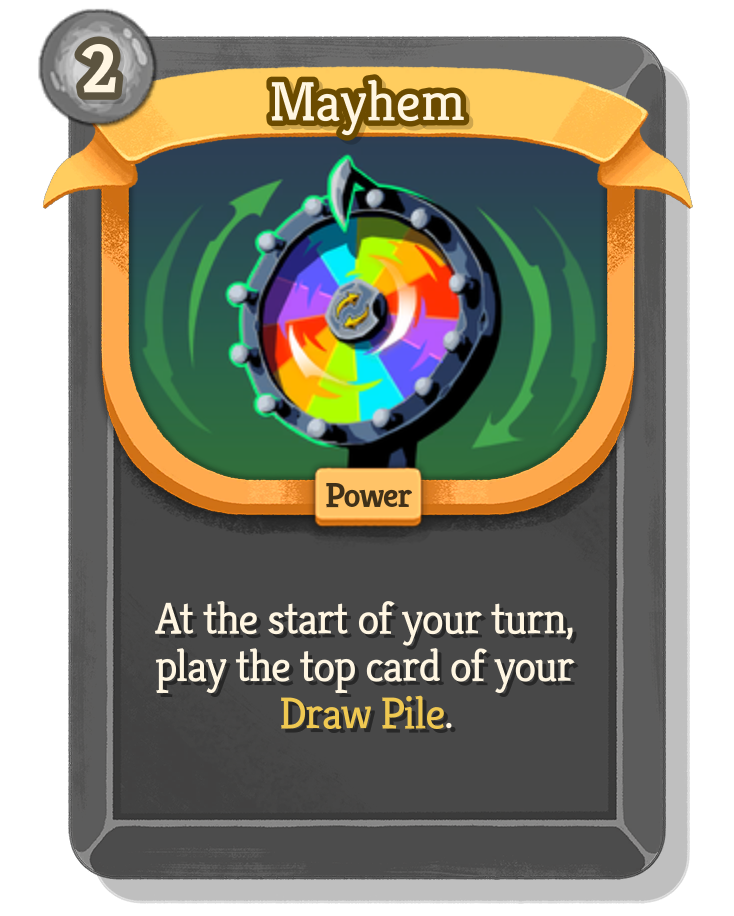 2
Mayhem
Power
At the start of your turn,
play the top card of your
Draw Pile.